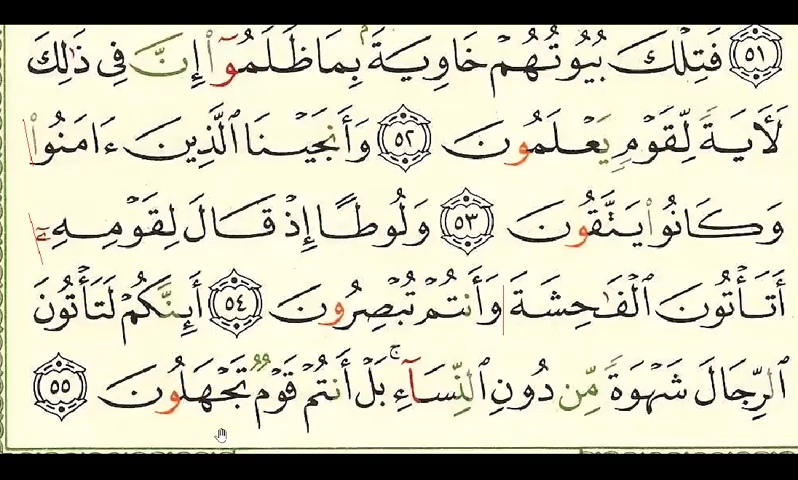 ٥١ فَتِلْكَ بُيُوتُهُمْ خَاوِيَةًۢ بِمَا ظَلَمُوٓا۟ إِنَّ فِى ذَٰلِكَ
لَـَٔايَةً لِّقَوْمٍ يَعْلَمُونَ ٥٢ وَأَنجَيْنَا ٱلَّذِينَ ءَامَنُوا۟
وَكَانُوا۟ يَتَّقُونَ ٥٣ وَلُوطًا إِذْ قَالَ لِقَوْمِهِۦٓ
أَتَأْتُونَ ٱلْفَٰحِشَةَ وَأَنتُمْ تُبْصِرُونَ ٥٤ أَئِنَّكُمْ لَتَأْتُونَ
ٱلرِّجَالَ شَهْوَةً مِّن دُونِ ٱلنِّسَآءِ ۚ بَلْ أَنتُمْ قَوْمٌ تَجْهَلُونَ ٥٥